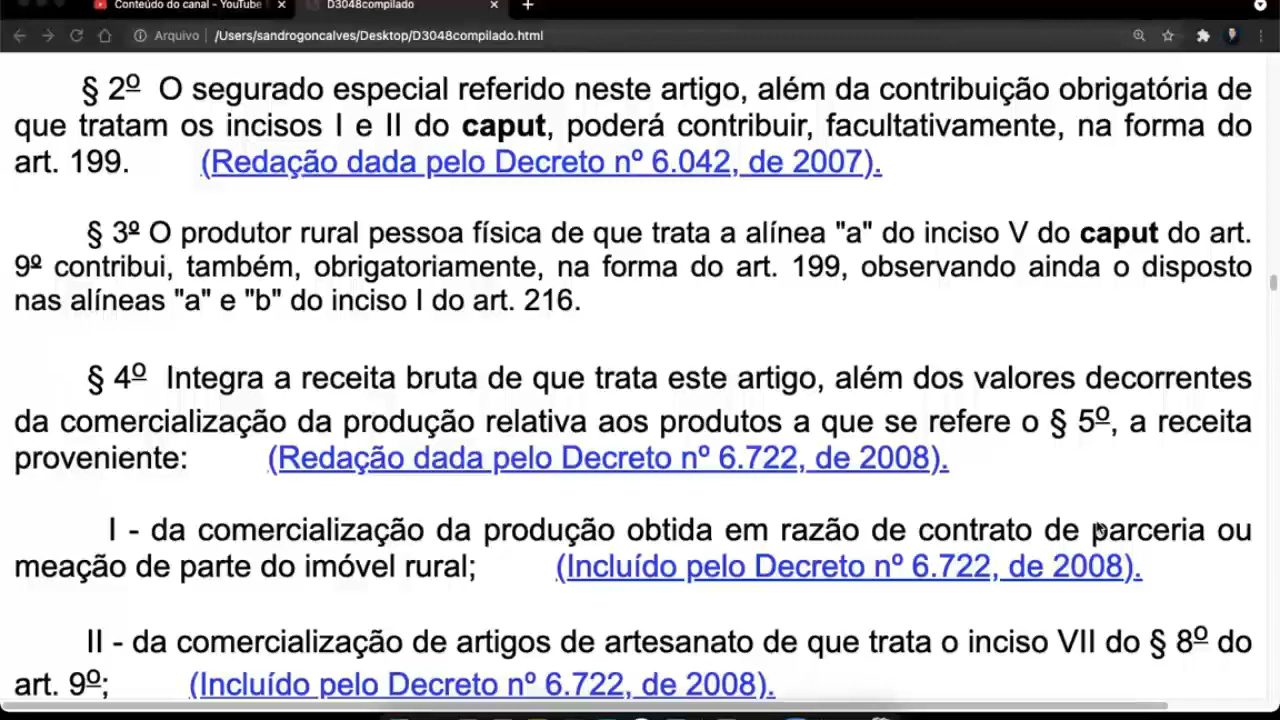 Conteúdo do canal - YouTube
D3048compilado
Arquivo | /Users/sandrogoncalves/Desktop/D3048compilado.html
§ 2º O segurado especial referido neste artigo, além da contribuição obrigatória de
que tratam os incisos I e II do caput, poderá contribuir, facultativamente, na forma do
art. 199. (Redação dada pelo Decreto nº 6.042, de 2007).
§ 3º O produtor rural pessoa física de que trata a alínea "a" do inciso V do caput do art.
9º contribui, também, obrigatoriamente, na forma do art. 199, observando ainda o disposto
nas alíneas "a" e "b" do inciso I do art. 216.
§ 4º Integra a receita bruta de que trata este artigo, além dos valores decorrentes
da comercialização da produção relativa aos produtos a que se refere o § 5º, a receita
proveniente: (Redação dada pelo Decreto nº 6.722, de 2008).
I - da comercialização da produção obtida em razão de contrato de parceria ou
meação de parte do imóvel rural; (Incluído pelo Decreto nº 6.722, de 2008).
II - da comercialização de artigos de artesanato de que trata o inciso VII do § 8º do
art. 9º; (Incluído pelo Decreto nº 6.722, de 2008).